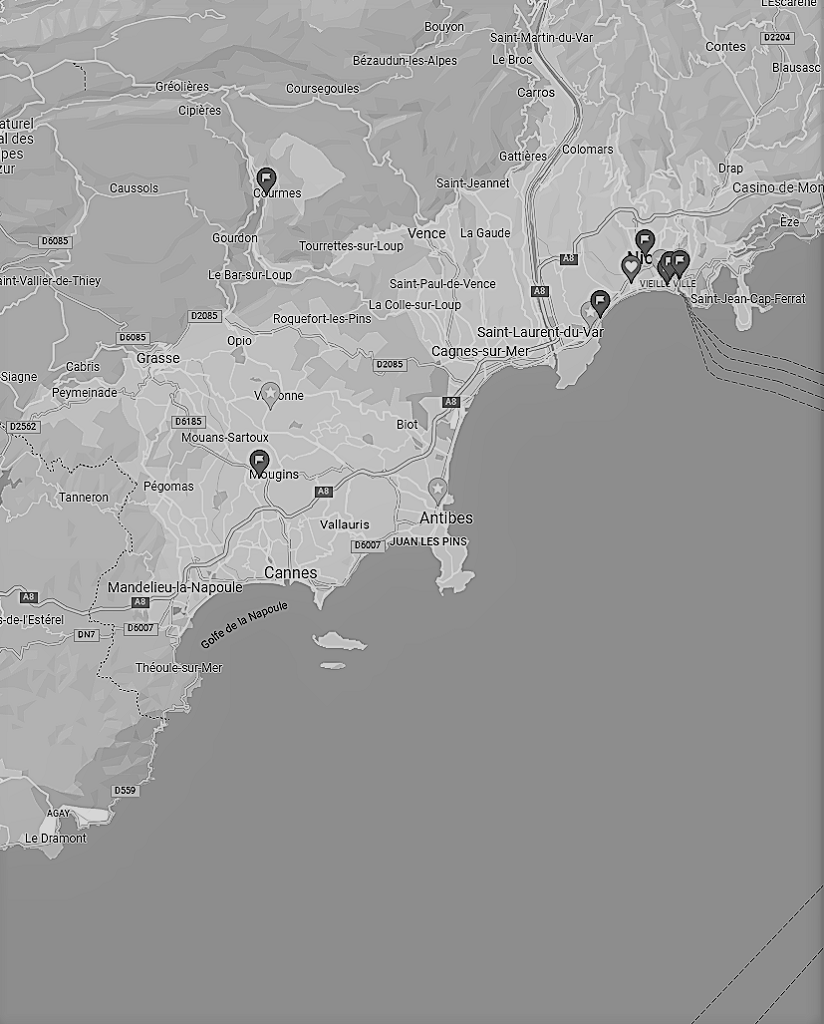 L'Escarène
Bouyon
Saint-Martin-du-Var
D2204
Contes
Bézaudun-les-Alpes
Le Broc
Blausasc
Gréolières
Coursegoules
Carros
Cipières
aturel
al des
pes
zur
Gattières
Colomars
Drap
Courmes
Caussols
Saint-Jeannet
Casino de Mon
Èze
D6085
Gourdon
Vence
La Gaude
Tourrettes-sur-Loup
A8
Nic
aint-Vallier-de-Thiey
Le Bar-sur-Loup
Saint-Paul-de-Vence
A8
VIEILLE VILLE
Saint-Jean-Cap-Ferrat
La Colle-sur-Loup
D2085
Roquefort-les-Pins
Saint-Laurent-du-Var
D6085
Opio
Cagnes-sur-Mer
Grasse
D2085
Cabris
Siagne
Peymeinade
V onne
A8
D6185
Biot
D2562
Mouans-Sartoux
Mougins
Pégomas
Tanneron
A8
Antibes
Vallauris
JUAN LES PINS
D6007
Cannes
Mandelieu-la-Napoule
A8
A8
Golfe de la Napoule
s-de-l'Estérel
DN7
D6007
Théoule-sur-Mer
D559
AGAY
Le Dramont